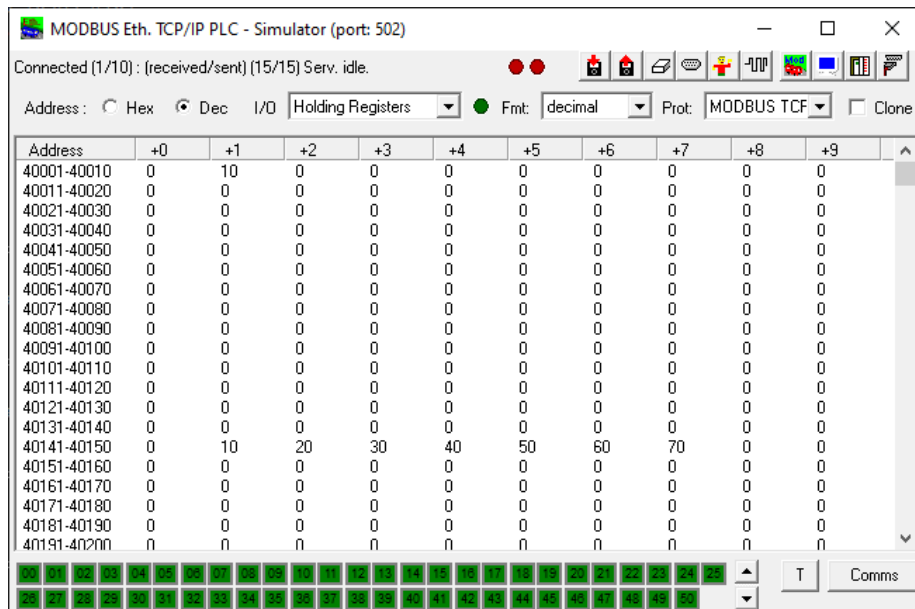 MODBUS Eth. TCP/IP PLC - Simulator (port: 502)
Connected (1/10) : (received/sent) (15/15) Serv. idle.
Address : Hex Dec I/O Holding Registers Fmt: decimal Prot: MODBUS TCP Clone
Address +0 +1 +2 +3 +4 +5 +6 +7 +8 +9
40001-40010 0 10 0 0 0 0 0 0 0 0
40011-40020 0 0 0 0 0 0 0 0 0 0
40021-40030 0 0 0 0 0 0 0 0 0 0
40031-40040 0 0 0 0 0 0 0 0 0 0
40041-40050 0 0 0 0 0 0 0 0 0 0
40051-40060 0 0 0 0 0 0 0 0 0 0
40061-40070 0 0 0 0 0 0 0 0 0 0
40071-40080 0 0 0 0 0 0 0 0 0 0
40081-40090 0 0 0 0 0 0 0 0 0 0
40091-40100 0 0 0 0 0 0 0 0 0 0
40101-40110 0 0 0 0 0 0 0 0 0 0
40111-40120 0 0 0 0 0 0 0 0 0 0
40121-40130 0 0 0 0 0 0 0 0 0 0
40131-40140 0 0 0 0 0 0 0 0 0 0
40141-40150 0 10 20 30 40 50 60 70 0 0
40151-40160 0 0 0 0 0 0 0 0 0 0
40161-40170 0 0 0 0 0 0 0 0 0 0
40171-40180 0 0 0 0 0 0 0 0 0 0
40181-40190 0 0 0 0 0 0 0 0 0 0
40191-40200 0 0 0 0 0 0 0 0 0 0
00 01 02 03 04 05 06 07 08 09 10 11 12 13 14 15 16 17 18 19 20 21 22 23 24 25 T Comms
26 27 28 29 30 31 32 33 34 35 36 37 38 39 40 41 42 43 44 45 46 47 48 49 50